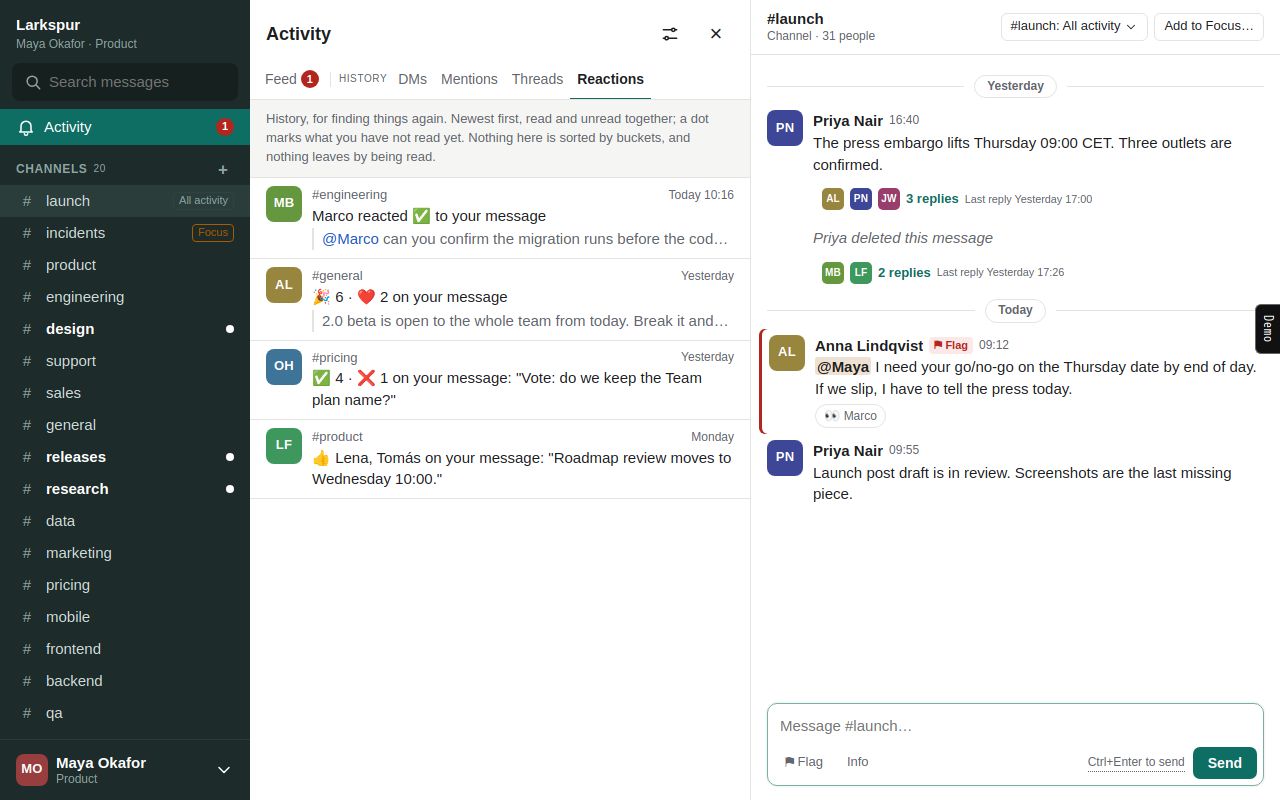 Larkspur
Maya Okafor · Product
Search messages
Activity
1
CHANNELS 20
+
# launch
All activity
# incidents
Focus
# product
# engineering
# design
# support
# sales
# general
# releases
# research
# data
# marketing
# pricing
# mobile
# frontend
# backend
# qa
MO
Maya Okafor
Product
Activity
Feed 1
HISTORY
DMs
Mentions
Threads
Reactions
History, for finding things again. Newest first, read and unread together; a dot
marks what you have not read yet. Nothing here is sorted by buckets, and
nothing leaves by being read.
MB
#engineering
Today 10:16
Marco reacted ✅ to your message
@Marco can you confirm the migration runs before the cod…
AL
#general
Yesterday
🎉 6 · ❤️ 2 on your message
2.0 beta is open to the whole team from today. Break it and…
OH
#pricing
Yesterday
✅ 4 · ❌ 1 on your message: "Vote: do we keep the Team
plan name?"
LF
#product
Monday
👍 Lena, Tomás on your message: "Roadmap review moves to
Wednesday 10:00."
#launch
Channel · 31 people
#launch: All activity
Add to Focus…
Yesterday
PN
Priya Nair 16:40
The press embargo lifts Thursday 09:00 CET. Three outlets are
confirmed.
AL PN JW 3 replies Last reply Yesterday 17:00
Priya deleted this message
MB LF 2 replies Last reply Yesterday 17:26
Today
AL
Anna Lindqvist Flag 09:12
@Maya I need your go/no-go on the Thursday date by end of day.
If we slip, I have to tell the press today.
👀 Marco
PN
Priya Nair 09:55
Launch post draft is in review. Screenshots are the last missing
piece.
Demo
Message #launch…
Flag
Info
Ctrl+Enter to send
Send